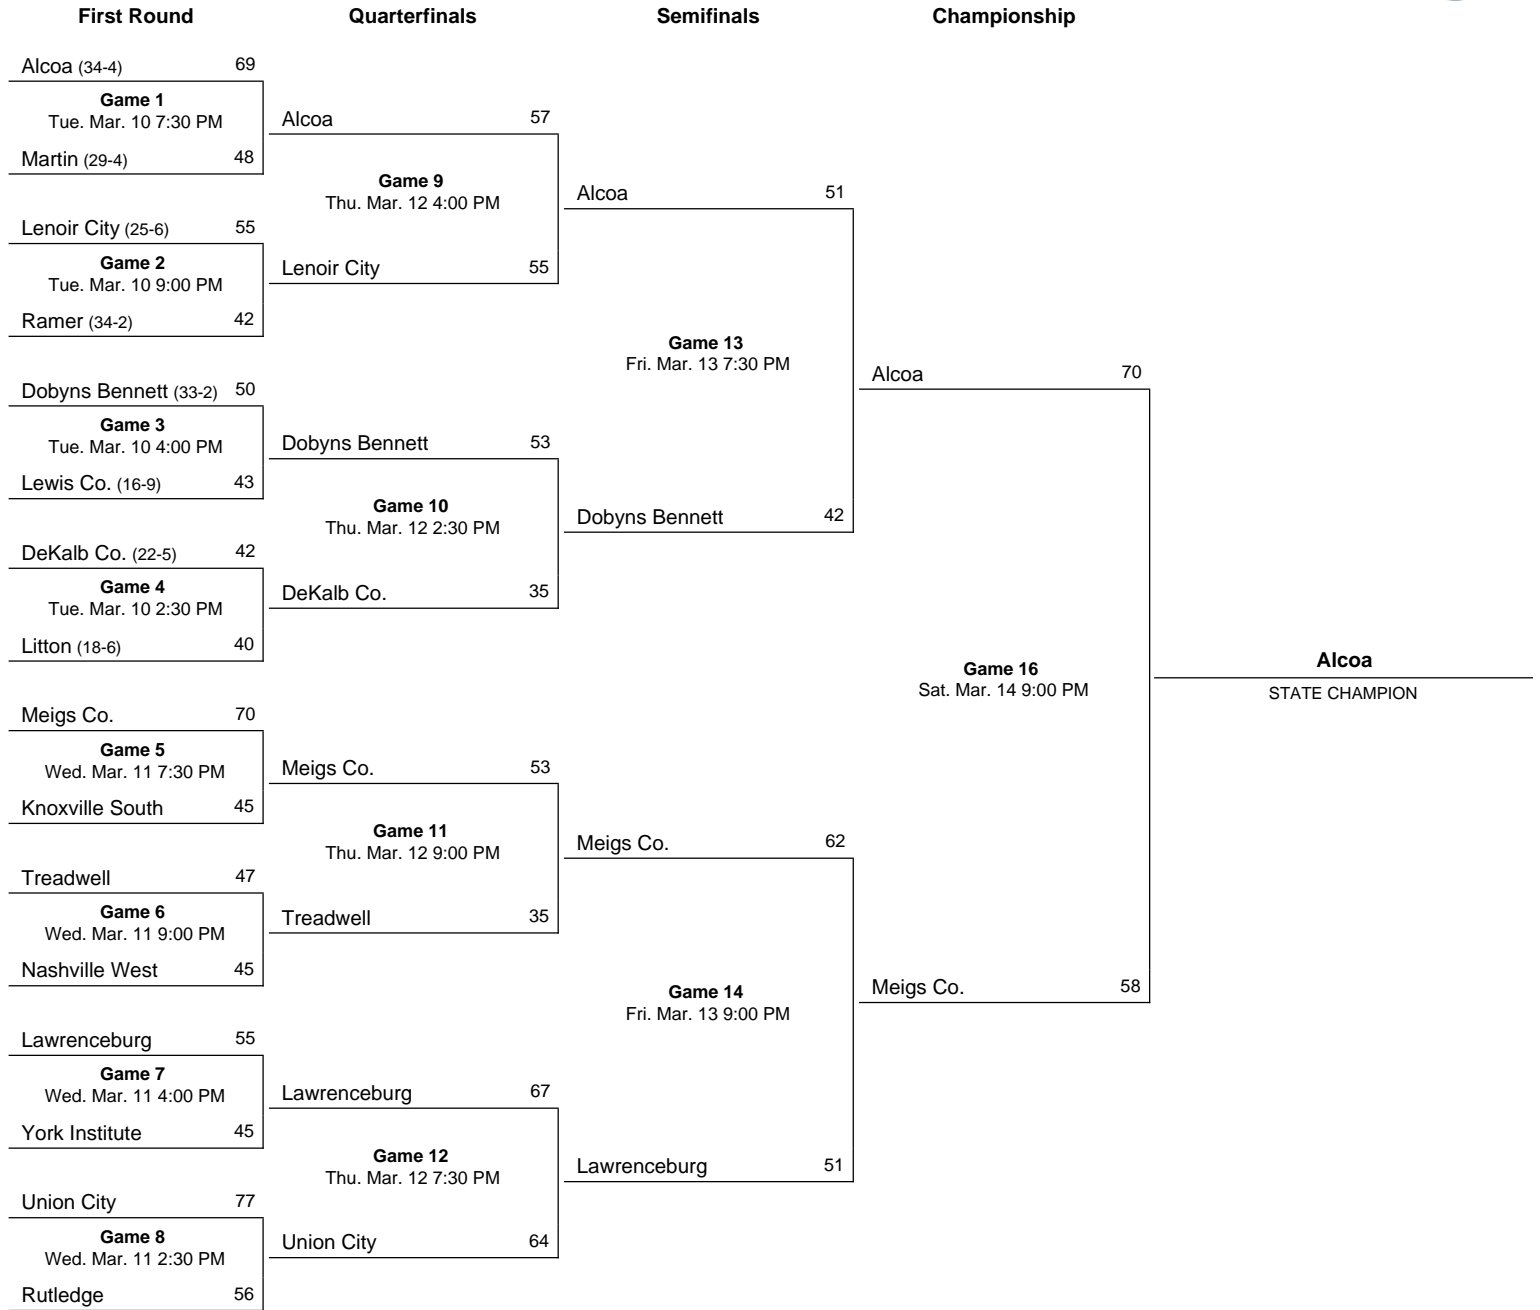 First Round Quarterfinals Semifinals Championship
Alcoa (34-4) 69
Game 1
Tue. Mar. 10 7:30 PM
Martin (29-4) 48
Lenoir City (25-6) 55
Game 2
Tue. Mar. 10 9:00 PM
Ramer (34-2) 42
Dobyns Bennett (33-2) 50
Game 3
Tue. Mar. 10 4:00 PM
Lewis Co. (16-9) 43
DeKalb Co. (22-5) 42
Game 4
Tue. Mar. 10 2:30 PM
Litton (18-6) 40
Meigs Co. 70
Game 5
Wed. Mar. 11 7:30 PM
Knoxville South 45
Treadwell 47
Game 6
Wed. Mar. 11 9:00 PM
Nashville West 45
Lawrenceburg 55
Game 7
Wed. Mar. 11 4:00 PM
York Institute 45
Union City 77
Game 8
Wed. Mar. 11 2:30 PM
Rutledge 56
Alcoa 57
Game 9
Thu. Mar. 12 4:00 PM
Lenoir City 55
Dobyns Bennett 53
Game 10
Thu. Mar. 12 2:30 PM
DeKalb Co. 35
Meigs Co. 53
Game 11
Thu. Mar. 12 9:00 PM
Treadwell 35
Lawrenceburg 67
Game 12
Thu. Mar. 12 7:30 PM
Union City 64
Alcoa 51
Game 13
Fri. Mar. 13 7:30 PM
Dobyns Bennett 42
Meigs Co. 62
Game 14
Fri. Mar. 13 9:00 PM
Lawrenceburg 51
Alcoa 70
Game 16
Sat. Mar. 14 9:00 PM
Meigs Co. 58
Alcoa
STATE CHAMPION